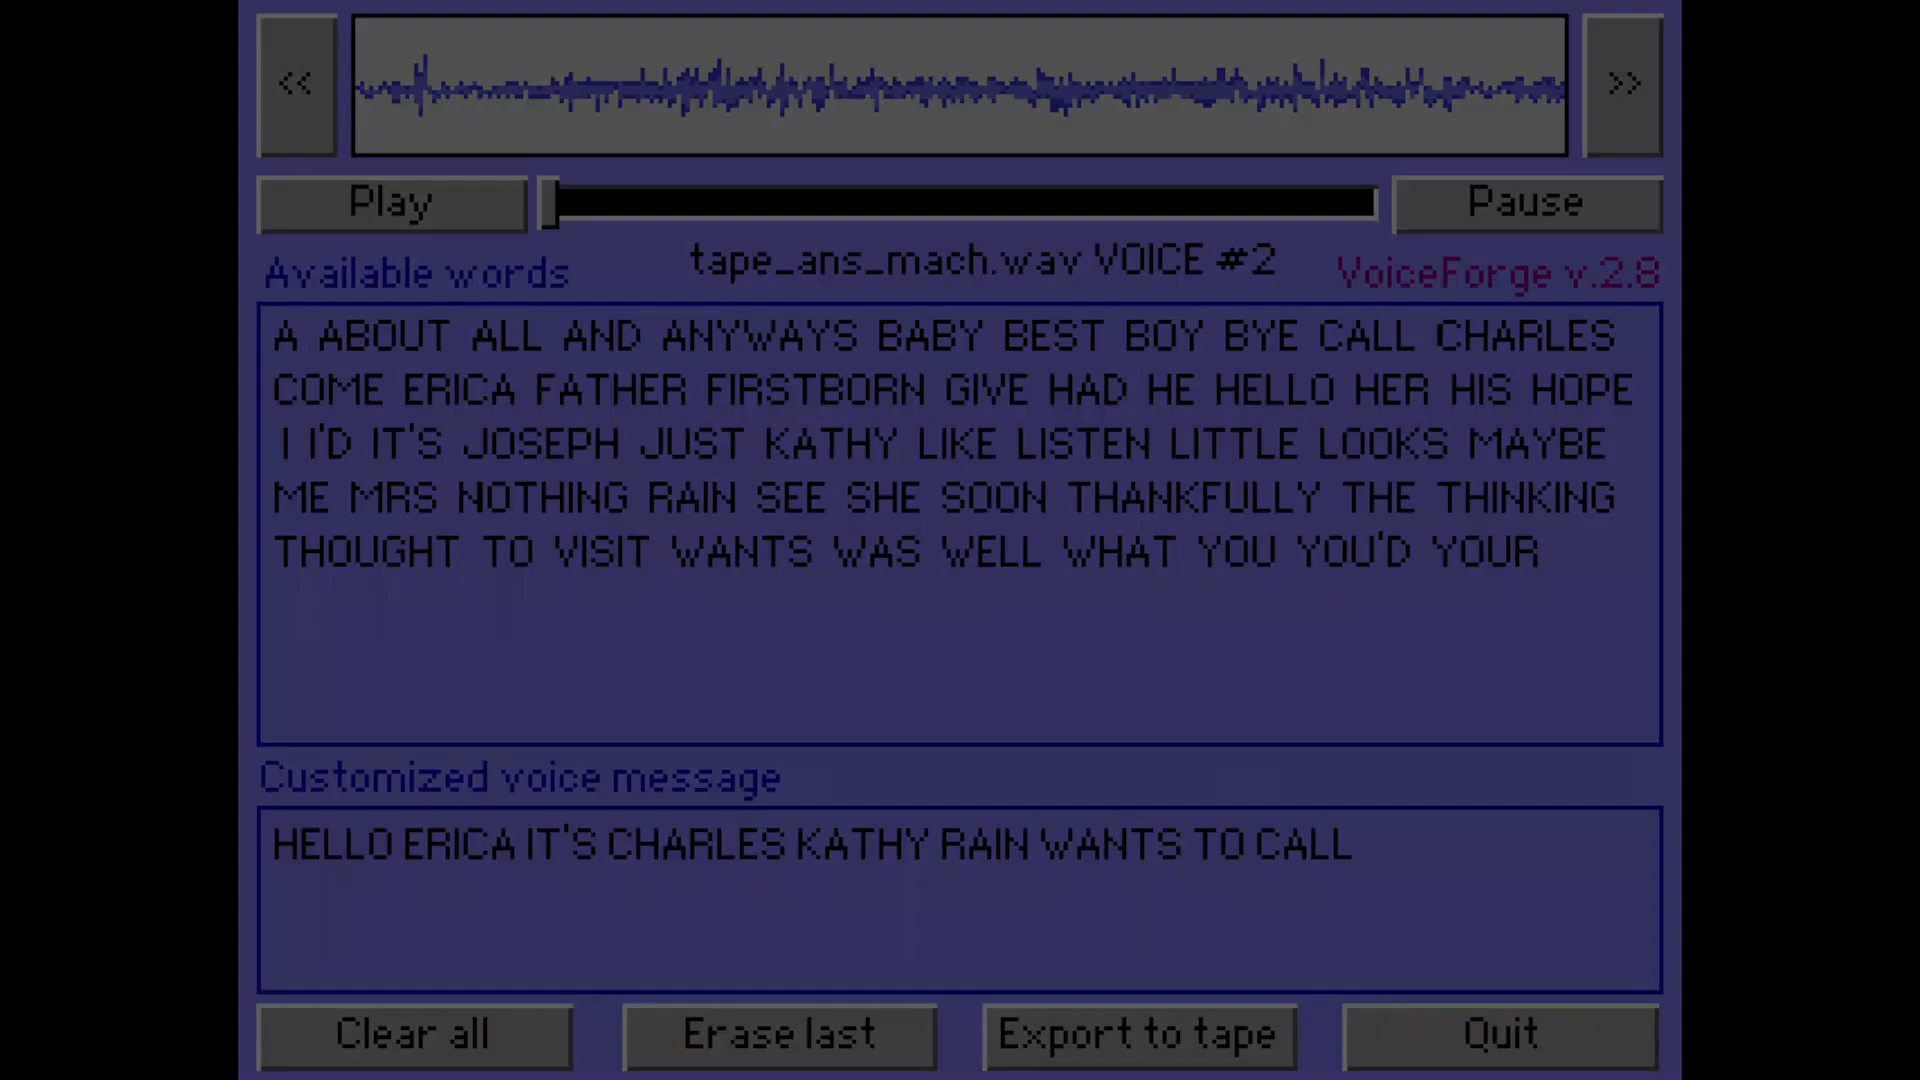 << >>
Play Pause
Available words tape_ans_mach.wav VOICE #2 VoiceForge v.2.8
A ABOUT ALL AND ANYWAYS BABY BEST BOY BYE CALL CHARLES
COME ERICA FATHER FIRSTBORN GIVE HAD HE HELLO HER HIS HOPE
I I'D IT'S JOSEPH JUST KATHY LIKE LISTEN LITTLE LOOKS MAYBE
ME MRS NOTHING RAIN SEE SHE SOON THANKFULLY THE THINKING
THOUGHT TO VISIT WANTS WAS WELL WHAT YOU YOU'D YOUR
Customized voice message
HELLO ERICA IT'S CHARLES KATHY RAIN WANTS TO CALL
Clear all Erase last Export to tape Quit